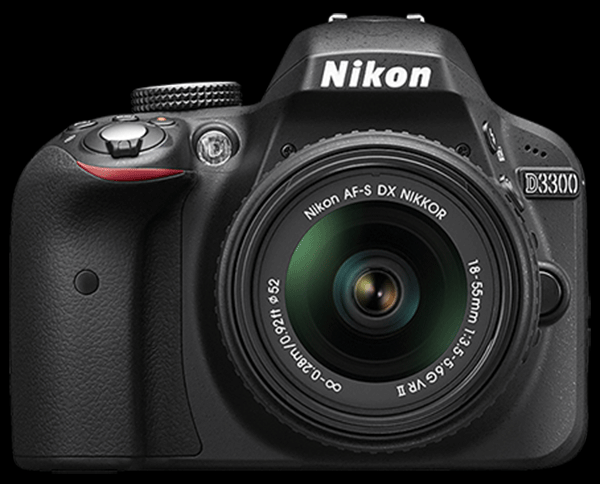 Nikon
D3300
Nikon AF-S DX NIKKOR
18-55mm 1:3.5-5.6G VR II
∞-0.28m/0.92ft ⌀52